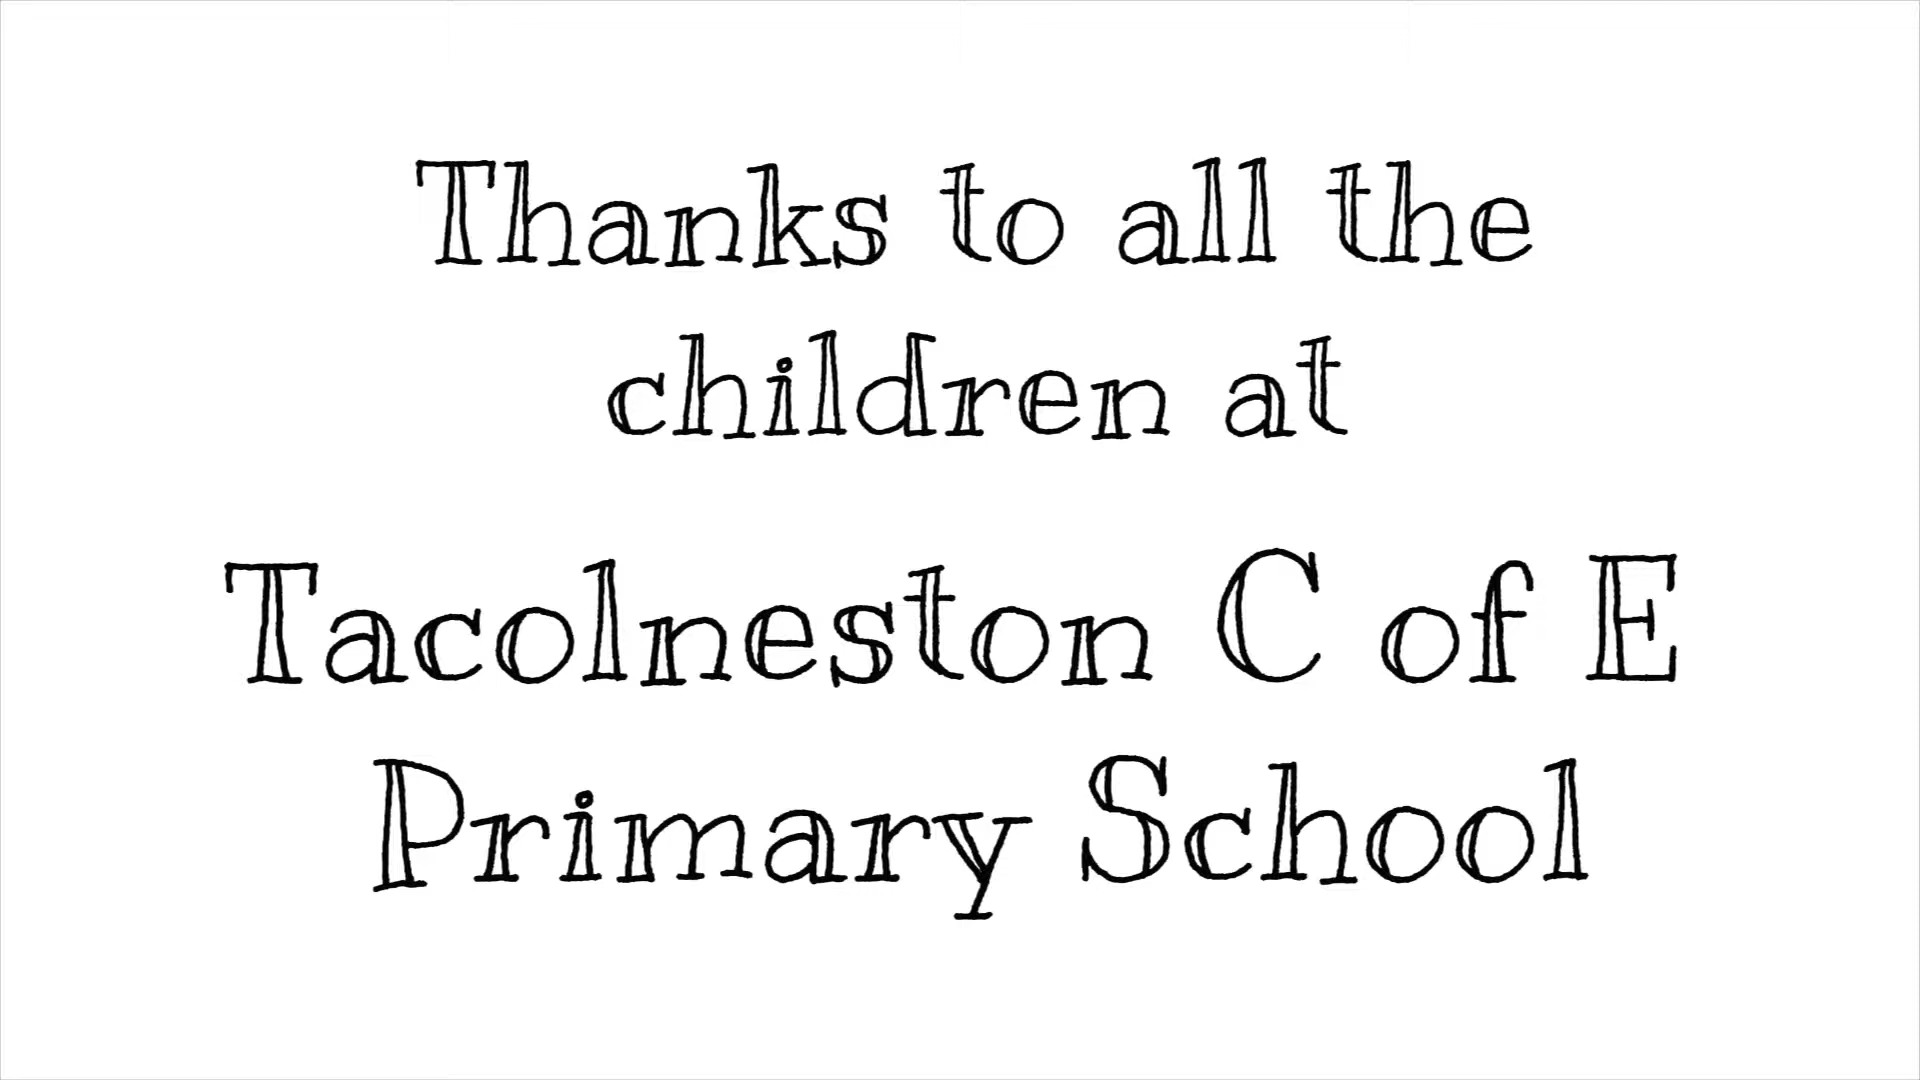 Thanks to all the
children at
Tacolneston C of E
Primary School